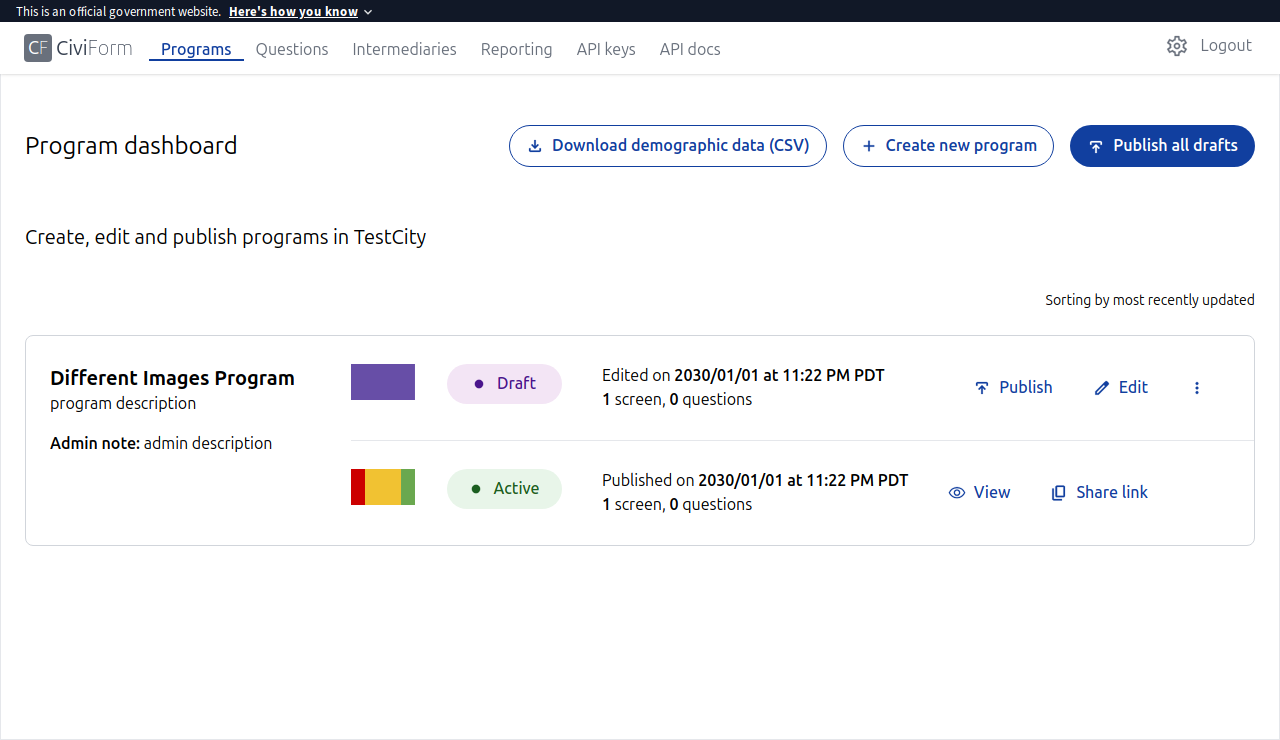 This is an official government website. Here's how you know
CF CiviForm Programs Questions Intermediaries Reporting API keys API docs Logout
Program dashboard
Download demographic data (CSV) Create new program Publish all drafts
Create, edit and publish programs in TestCity
Sorting by most recently updated
Different Images Program
program description
Admin note: admin description
Draft
Edited on 2030/01/01 at 11:22 PM PDT
1 screen, 0 questions
Publish Edit
Active
Published on 2030/01/01 at 11:22 PM PDT
1 screen, 0 questions
View Share link